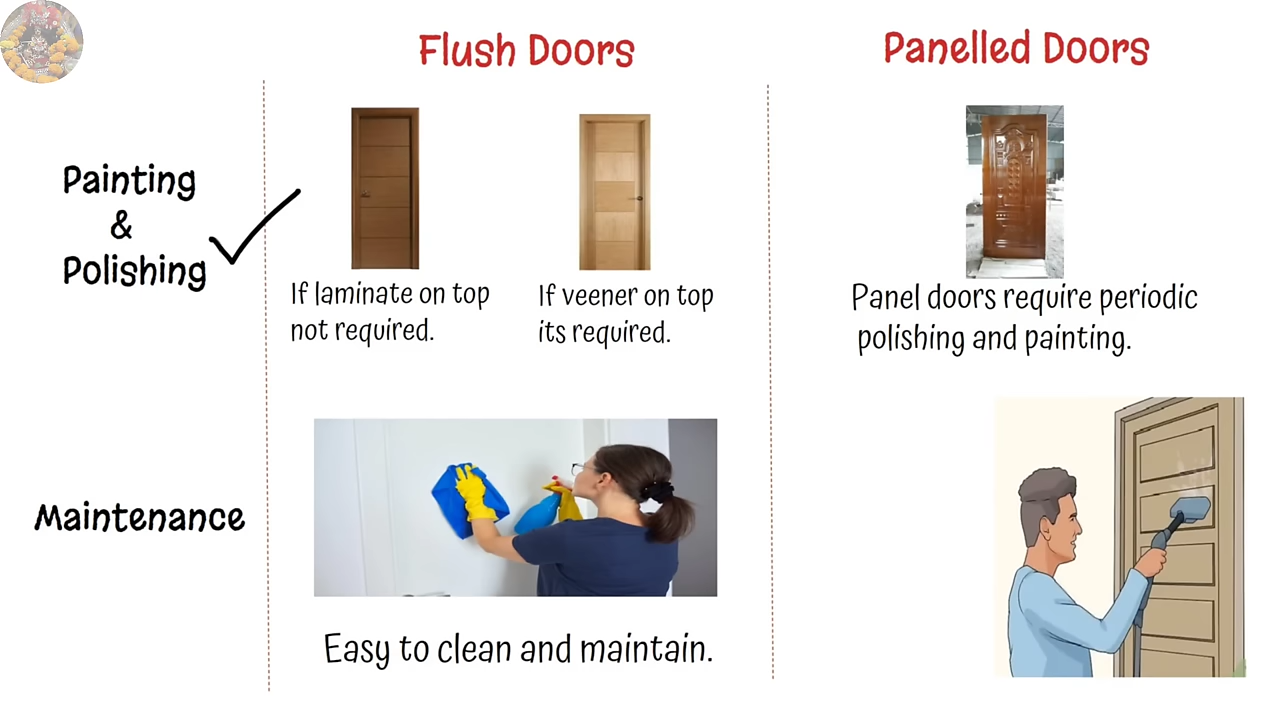 Flush Doors
Panelled Doors
Painting
&
Polishing
If laminate on top
not required.
If veener on top
its required.
Panel doors require periodic
polishing and painting.
Maintenance
Easy to clean and maintain.